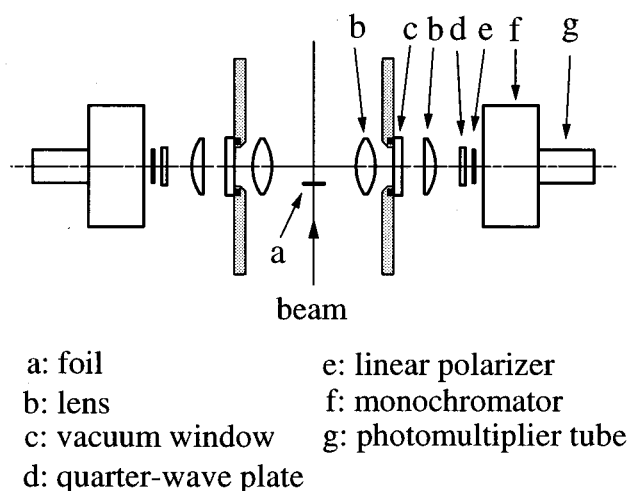 b c b d e f g
a
beam
a: foil
b: lens
c: vacuum window
d: quarter-wave plate
e: linear polarizer
f: monochromator
g: photomultiplier tube